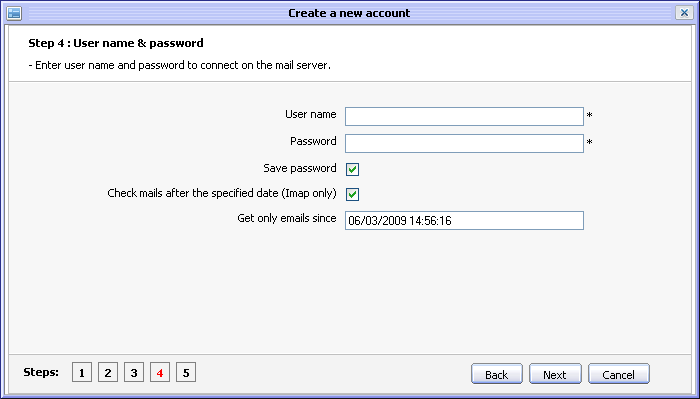 Create a new account
Step 4 : User name & password
- Enter user name and password to connect on the mail server.
User name *
Password *
Save password
Check mails after the specified date (Imap only)
Get only emails since 06/03/2009 14:56:16
Steps: 1 2 3 4 5 Back Next Cancel